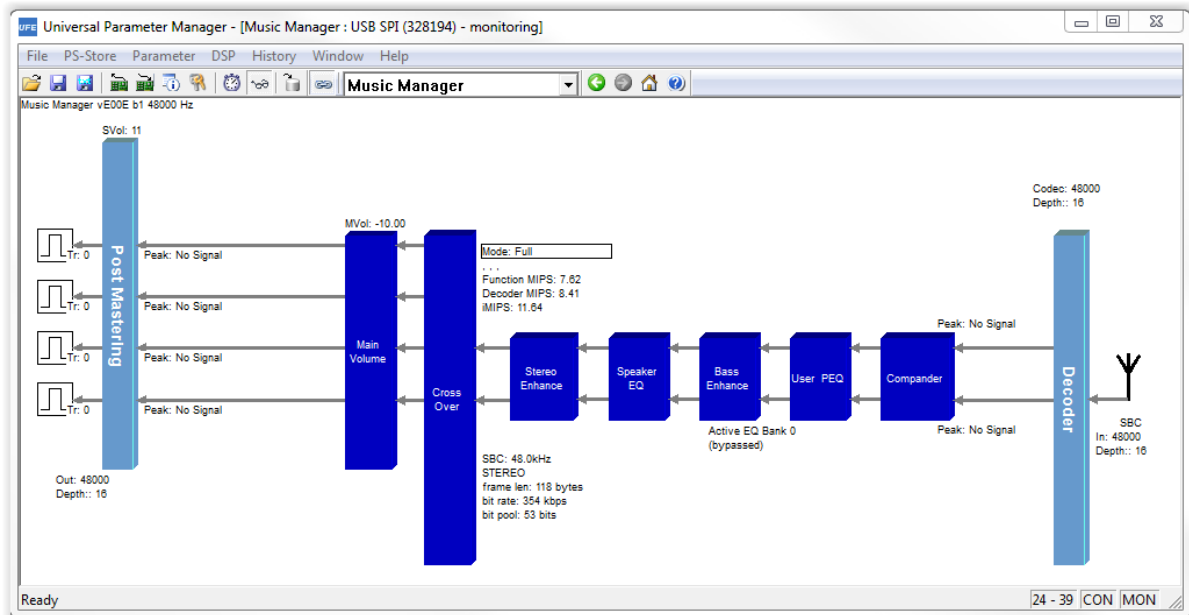 UFE Universal Parameter Manager - [Music Manager : USB SPI (328194) - monitoring]
File PS-Store Parameter DSP History Window Help
Music Manager
Music Manager vE00E b1 48000 Hz
SVol: 11
Codec: 48000
Depth:: 16
MVol: -10.00
Mode: Full
. . .
Function MIPS: 7.62
Decoder MIPS: 8.41
iMIPS: 11.64
Tr: 0
Peak: No Signal
Tr: 0
Peak: No Signal
Tr: 0
Peak: No Signal
Tr: 0
Peak: No Signal
Post Mastering
Main
Volume
Cross
Over
Stereo
Enhance
Speaker
EQ
Bass
Enhance
User PEQ
Compander
Peak: No Signal
Peak: No Signal
Decoder
Active EQ Bank 0
(bypassed)
SBC
In: 48000
Depth:: 16
SBC: 48.0kHz
STEREO
frame len: 118 bytes
bit rate: 354 kbps
bit pool: 53 bits
Out: 48000
Depth:: 16
Ready
24 - 39 CON MON